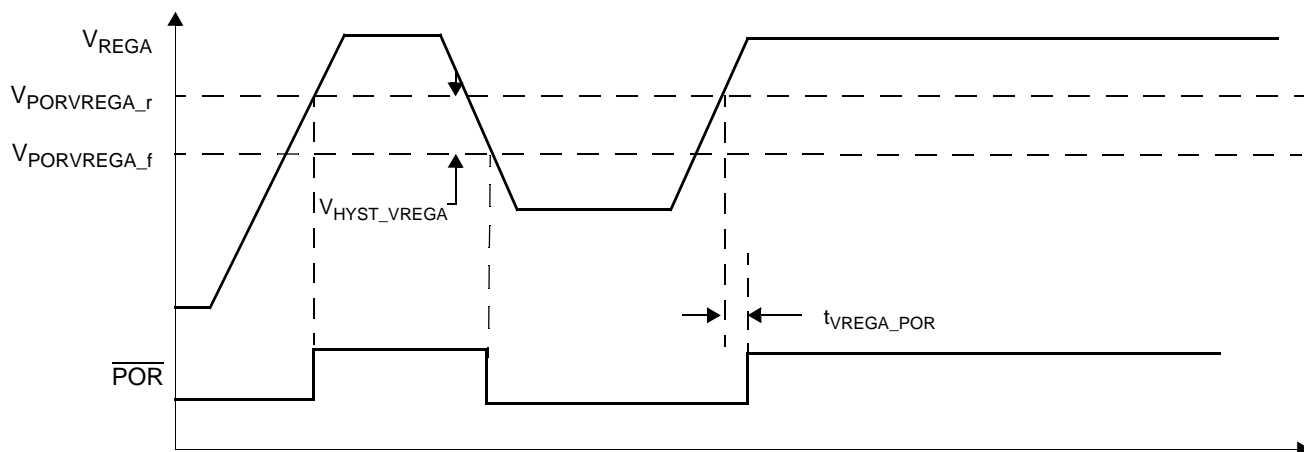 VREGA
VPORVREGA_r
VPORVREGA_f
VHYST_VREGA
tVREGA_POR
POR